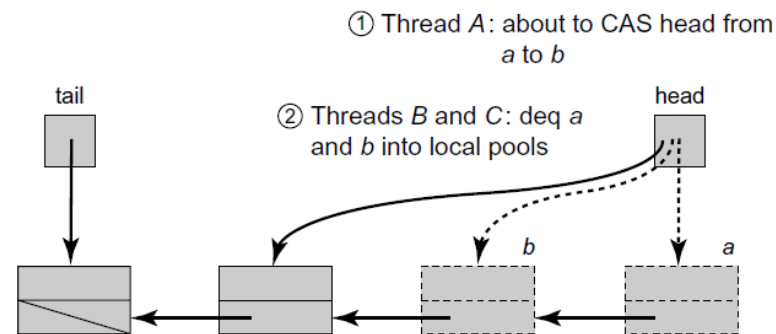 ① Thread A: about to CAS head from
a to b
tail
head
② Threads B and C: deq a
and b into local pools
b
a